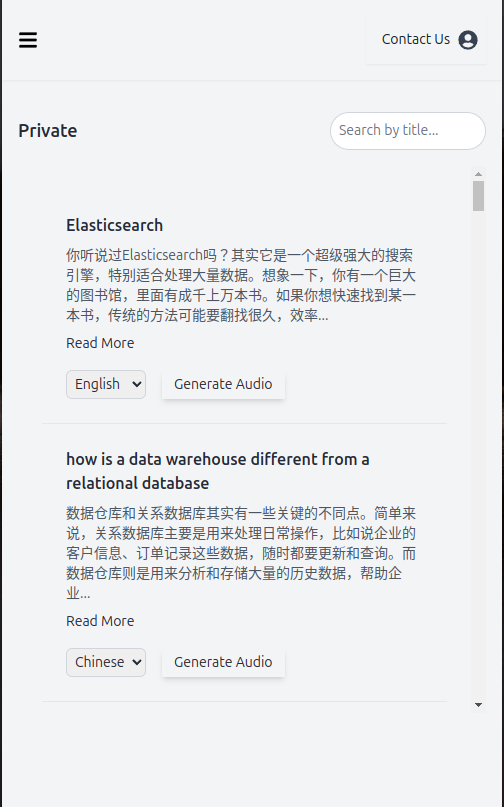 Contact Us
Private
Search by title...
Elasticsearch
你听说过Elasticsearch吗？其实它是一个超级强大的搜索
引擎，特别适合处理大量数据。想象一下，你有一个巨大
的图书馆，里面有成千上万本书。如果你想快速找到某一
本书，传统的方法可能要翻找很久，效率...
Read More
English
Generate Audio
how is a data warehouse different from a
relational database
数据仓库和关系数据库其实有一些关键的不同点。简单来
说，关系数据库主要是用来处理日常操作，比如说企业的
客户信息、订单记录这些数据，随时都要更新和查询。而
数据仓库则是用来分析和存储大量的历史数据，帮助企
业...
Read More
Chinese
Generate Audio